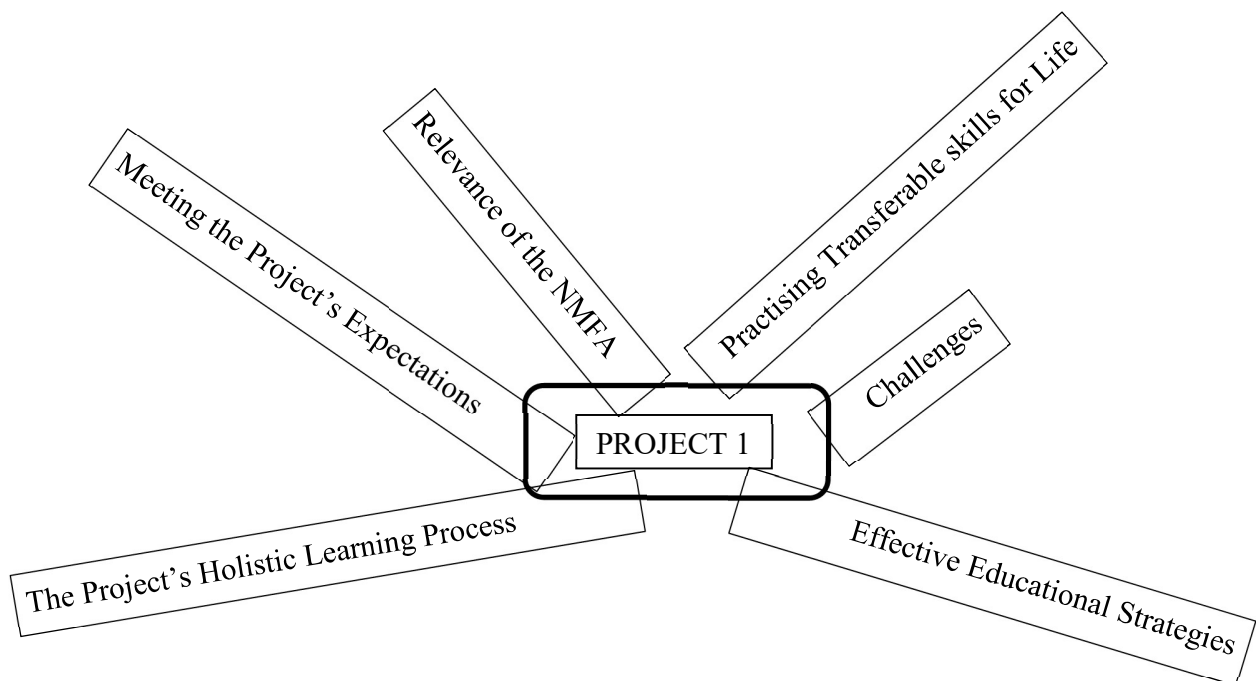 Practising Transferable skills for Life
Relevance of the NMFA
Meeting the Project’s Expectations
Challenges
PROJECT 1
The Project’s Holistic Learning Process
Effective Educational Strategies